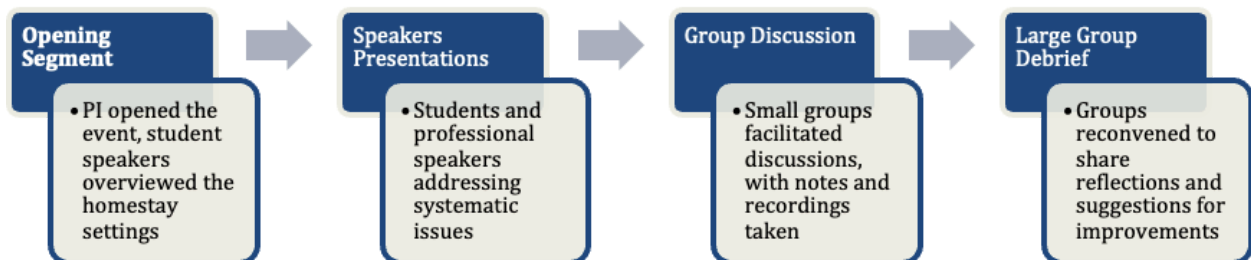 Opening
Segment
• PI opened the
event, student
speakers
overviewed the
homestay
settings
Speakers
Presentations
• Students and
professional
speakers
addressing
systematic
issues
Group Discussion
• Small groups
facilitated
discussions,
with notes and
recordings
taken
Large Group
Debrief
• Groups
reconvened to
share
reflections and
suggestions for
improvements